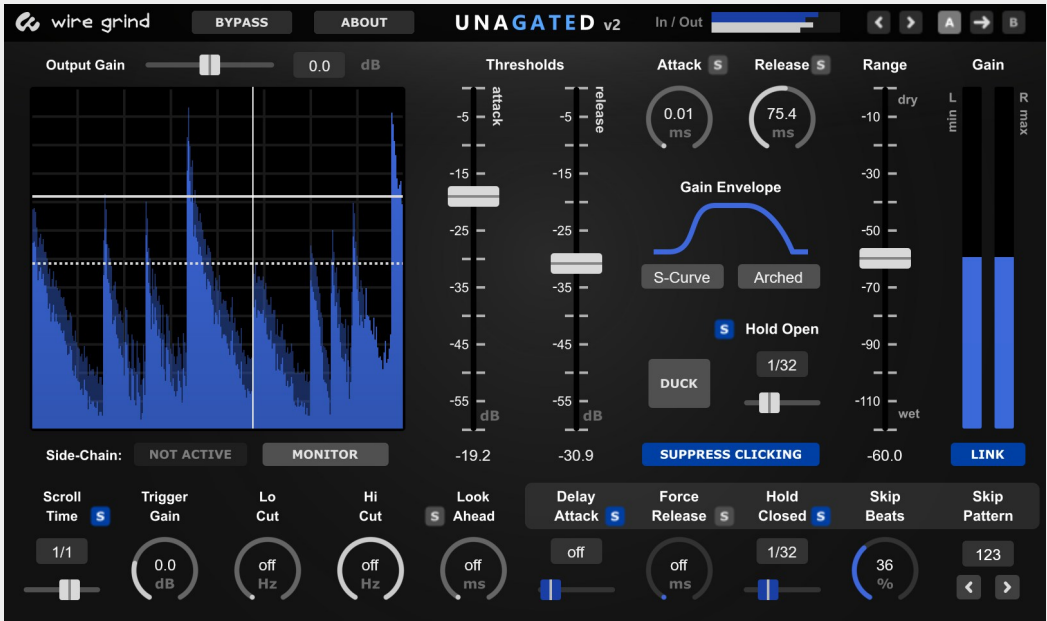 wire grind
BYPASS
ABOUT
UNAGATED v2
In / Out
A
B
Output Gain
0.0
dB
Thresholds
attack
release
-5
-15
-25
-35
-45
-55
dB
-19.2
-5
-15
-25
-35
-45
-55
dB
-30.9
Attack S
0.01
ms
Release S
75.4
ms
Gain Envelope
S-Curve
Arched
S Hold Open
1/32
DUCK
SUPPRESS CLICKING
Range
dry
-10
-30
-50
-70
-90
-110
wet
-60.0
Gain
L
min
R
max
LINK
Side-Chain:
NOT ACTIVE
MONITOR
Scroll
Time S
1/1
Trigger
Gain
0.0
dB
Lo
Cut
off
Hz
Hi
Cut
off
Hz
Look
S Ahead
off
ms
Delay
Attack S
off
Force
Release S
off
ms
Hold
Closed S
1/32
Skip
Beats
36
%
Skip
Pattern
123